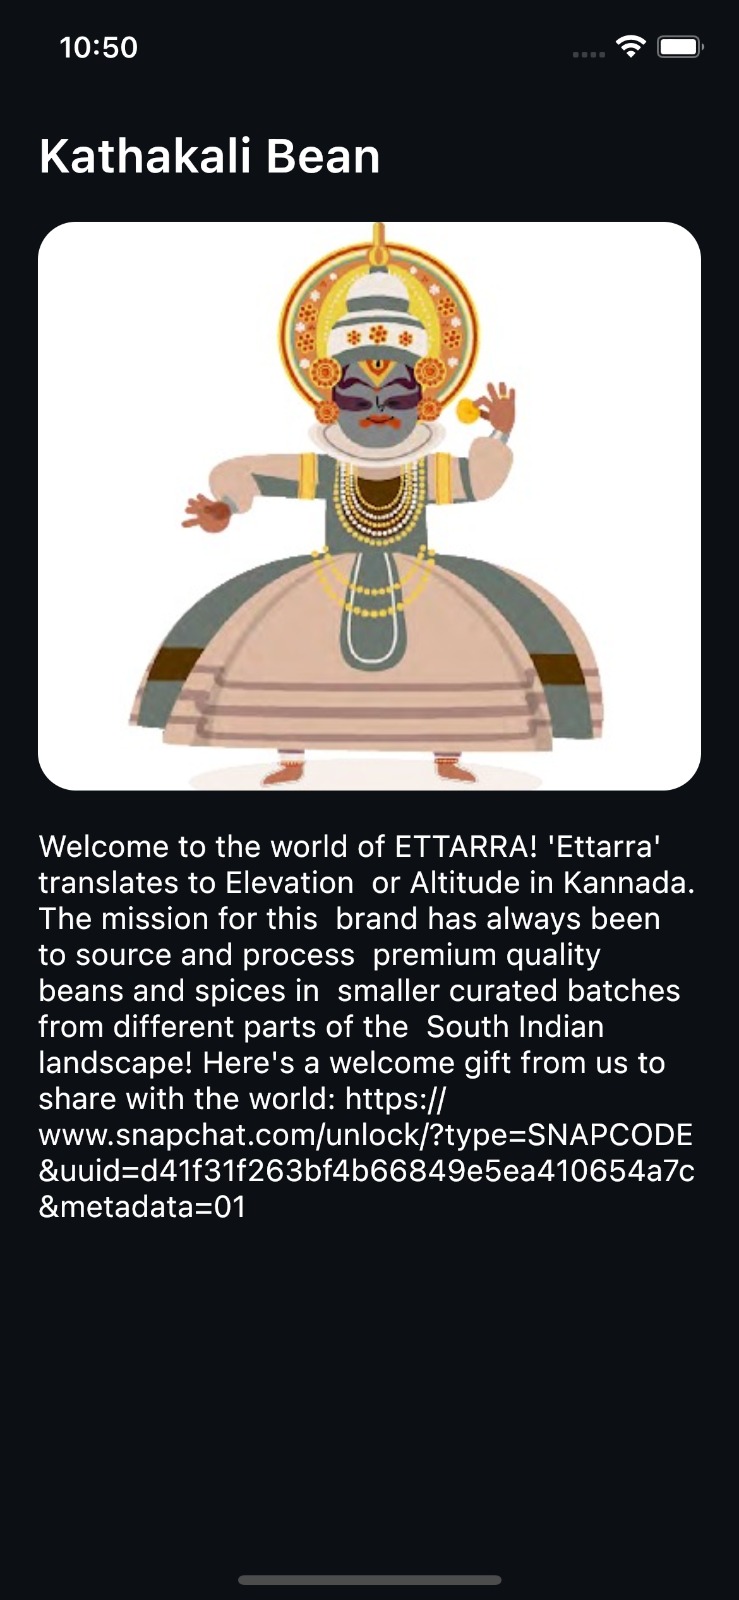 10:50
Kathakali Bean
Welcome to the world of ETTARRA! 'Ettarra'
translates to Elevation  or Altitude in Kannada.
The mission for this  brand has always been
to source and process  premium quality
beans and spices in  smaller curated batches
from different parts of the  South Indian
landscape! Here's a welcome gift from us to
share with the world: https://
www.snapchat.com/unlock/?type=SNAPCODE
&uuid=d41f31f263bf4b66849e5ea410654a7c
&metadata=01